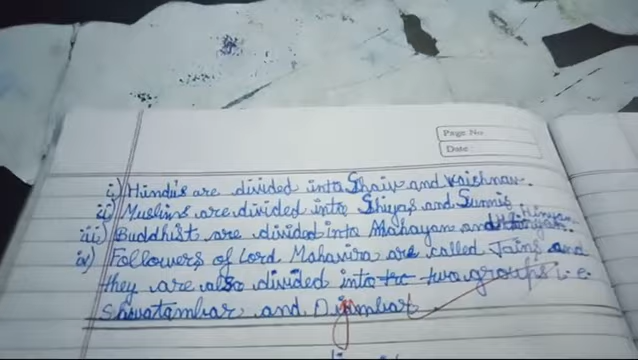 Page No
Date
i) Hindu's are divided into Shaiv and Vaishnav.
ii) Muslims are divided into Shiyas and Sunnis
iii) Buddhist are divided into Mahayan and Hinyan.
iv) Followers of Lord Mahavira are called Jains and
they are also divided into two groups i.e.
Shwatambar and Digmbar